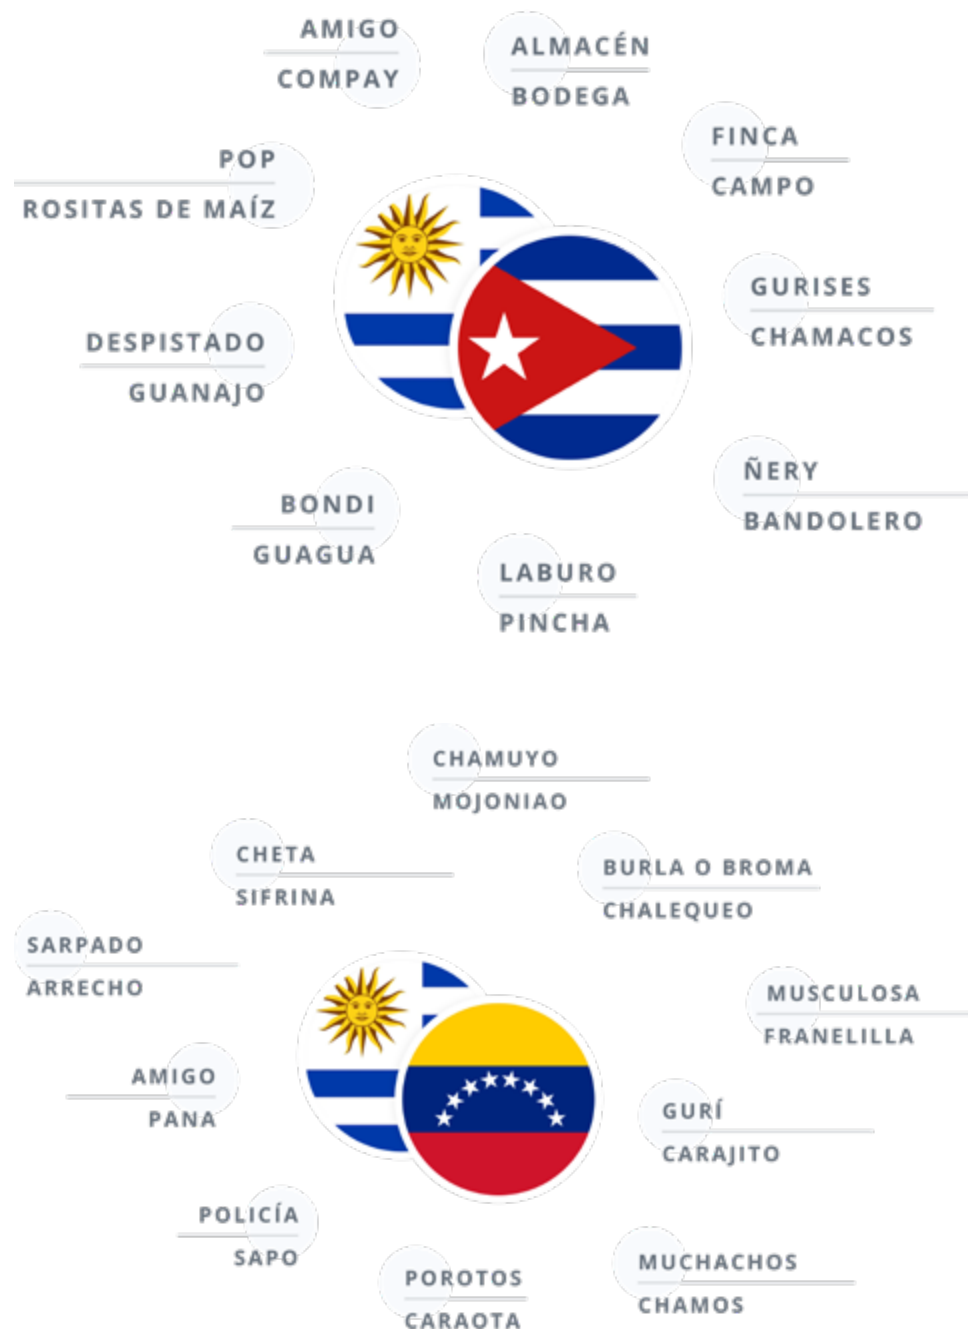 AMIGO
COMPAY
ALMACÉN
BODEGA
FINCA
CAMPO
POP
ROSITAS DE MAÍZ
GURISES
CHAMACOS
DESPISTADO
GUANAJO
ÑERY
BANDOLERO
BONDI
GUAGUA
LABURO
PINCHA
CHAMUYO
MOJONIAO
CHETA
SIFRINA
BURLA O BROMA
CHALEQUEO
SARPADO
ARRECHO
MUSCULOSA
FRANELILLA
AMIGO
PANA
GURÍ
CARAJITO
POLICÍA
SAPO
POROTOS
CARAOTA
MUCHACHOS
CHAMOS